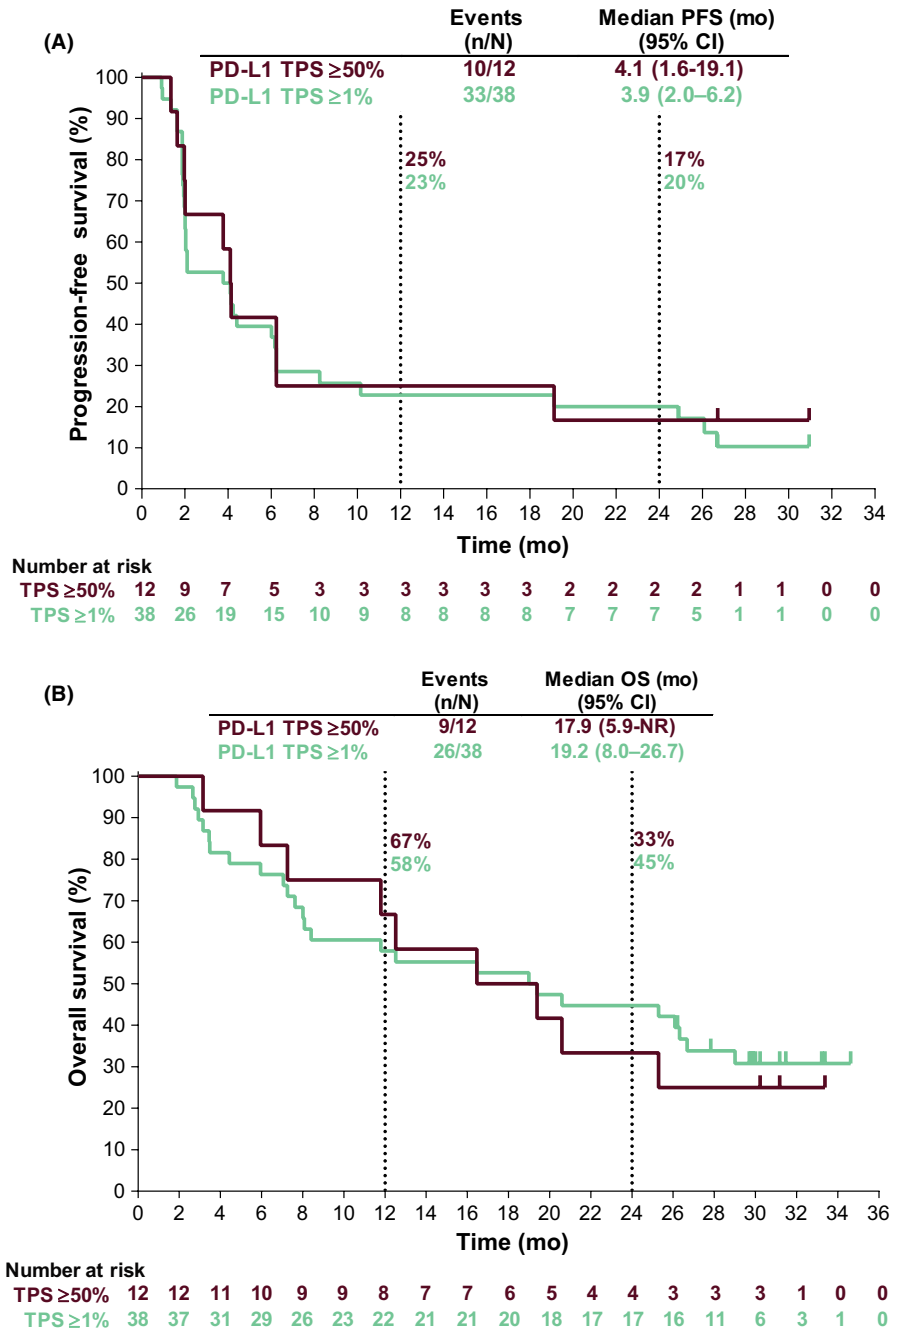 (A)
Events Median PFS (mo)
(n/N) (95% CI)
PD-L1 TPS ≥50% 10/12 4.1 (1.6-19.1)
PD-L1 TPS ≥1% 33/38 3.9 (2.0–6.2)
Progression-free survival (%)
100
90
80
70
60
50
40
30
20
10
0
25%
23%
17%
20%
0 2 4 6 8 10 12 14 16 18 20 22 24 26 28 30 32 34
Time (mo)
Number at risk
TPS ≥50% 12 9 7 5 3 3 3 3 3 3 2 2 2 2 1 1 0 0
TPS ≥1% 38 26 19 15 10 9 8 8 8 8 7 7 7 5 1 1 0 0
(B)
Events Median OS (mo)
(n/N) (95% CI)
PD-L1 TPS ≥50% 9/12 17.9 (5.9-NR)
PD-L1 TPS ≥1% 26/38 19.2 (8.0–26.7)
Overall survival (%)
100
90
80
70
60
50
40
30
20
10
0
67%
58%
33%
45%
0 2 4 6 8 10 12 14 16 18 20 22 24 26 28 30 32 34 36
Time (mo)
Number at risk
TPS ≥50% 12 12 11 10 9 9 8 7 7 6 5 4 4 3 3 3 1 0 0
TPS ≥1% 38 37 31 29 26 23 22 21 21 20 18 17 17 16 11 6 3 1 0